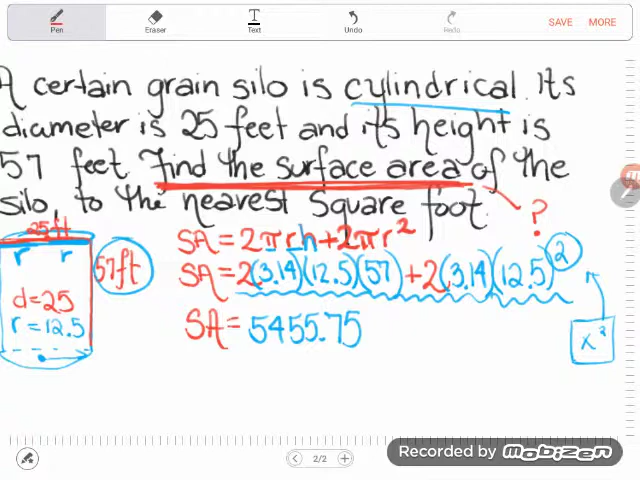 Pen Eraser Text Undo Redo SAVE MORE
A certain grain silo is cylindrical. Its
diameter is 25 feet and its height is
57 feet. Find the surface area of the
silo, to the nearest square foot.
?
25ft
SA = 2πrh + 2πr²
r r 57ft
SA = 2(3.14)(12.5)(57) + 2(3.14)(12.5)²
d=25
r=12.5
SA = 5455.75
x²
2/2
Recorded by Mobizen